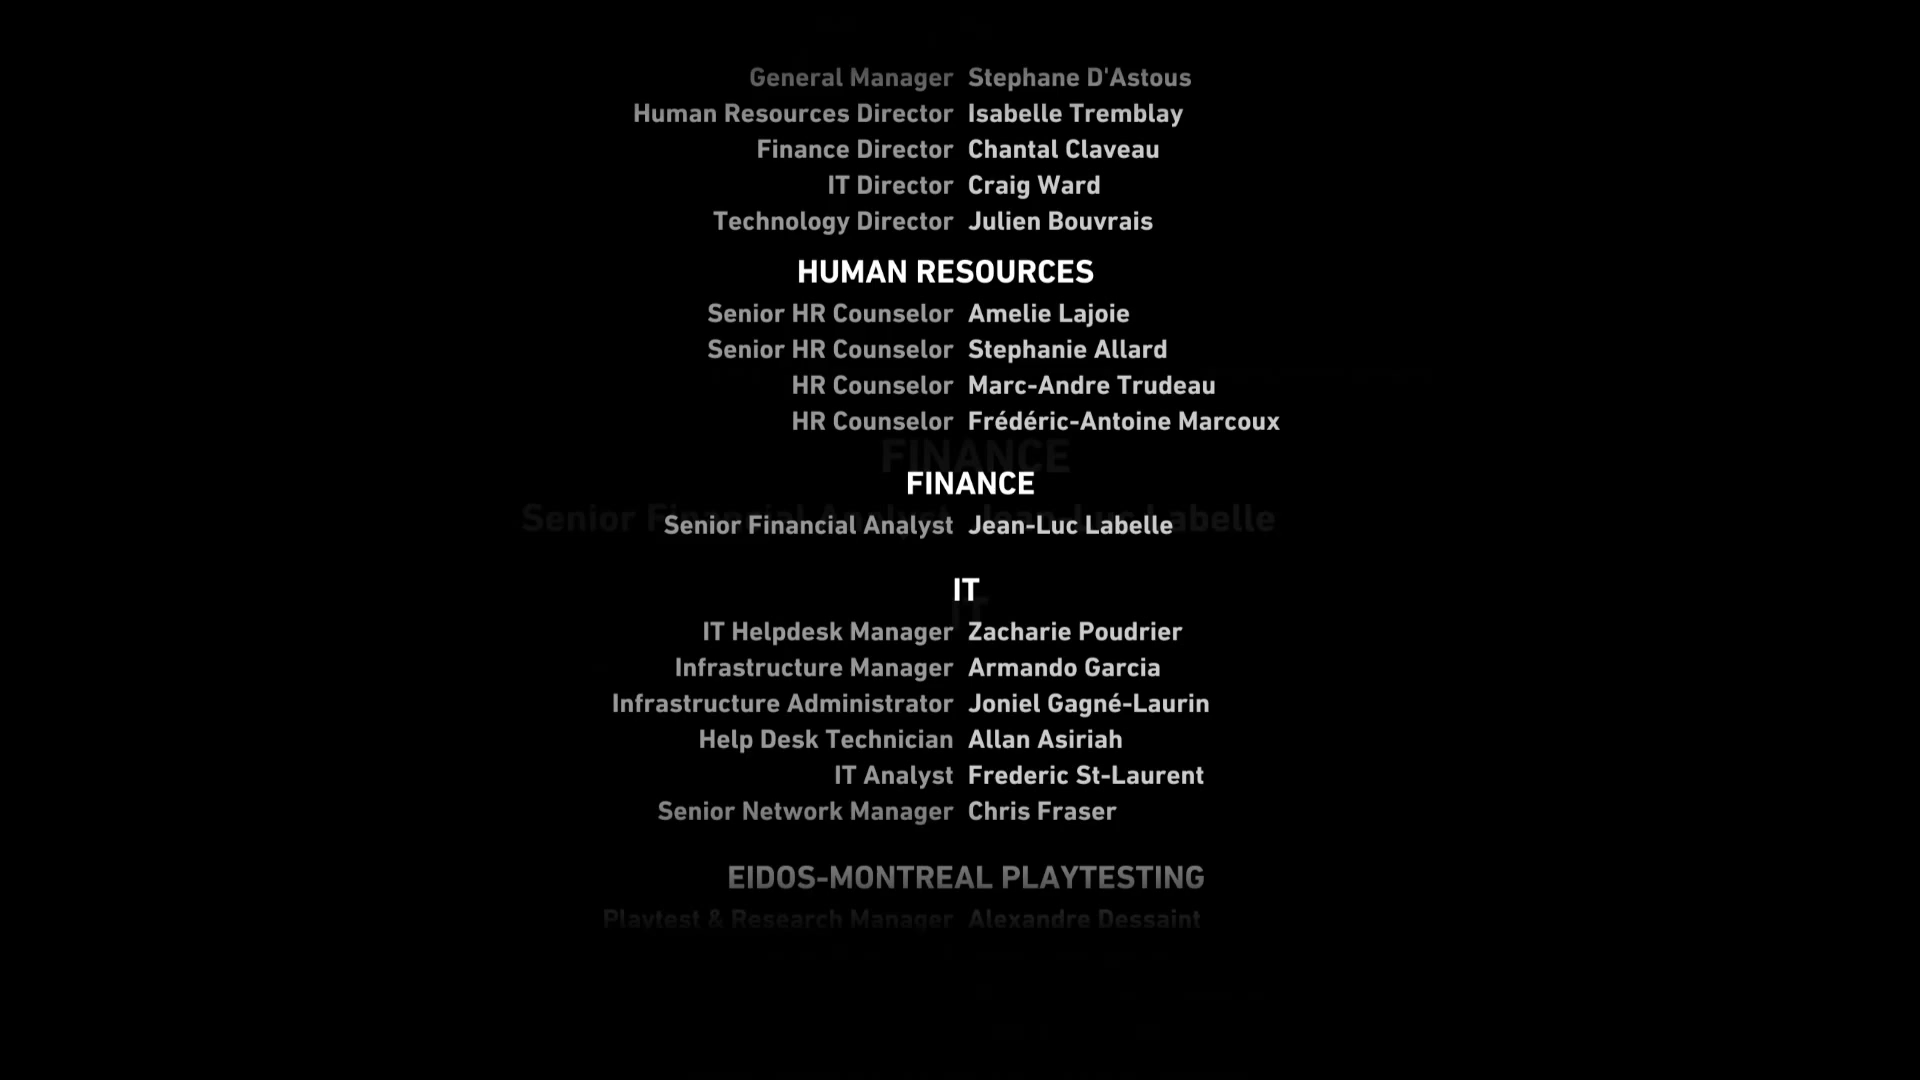 General Manager Stephane D'Astous
Human Resources Director Isabelle Tremblay
Finance Director Chantal Claveau
IT Director Craig Ward
Technology Director Julien Bouvrais
HUMAN RESOURCES
Senior HR Counselor Amelie Lajoie
Senior HR Counselor Stephanie Allard
HR Counselor Marc-Andre Trudeau
HR Counselor Frédéric-Antoine Marcoux
FINANCE
Senior Financial Analyst Jean-Luc Labelle
IT
IT Helpdesk Manager Zacharie Poudrier
Infrastructure Manager Armando Garcia
Infrastructure Administrator Joniel Gagné-Laurin
Help Desk Technician Allan Asiriah
IT Analyst Frederic St-Laurent
Senior Network Manager Chris Fraser
EIDOS-MONTREAL PLAYTESTING
Playtest & Research Manager Alexandre Dessaint